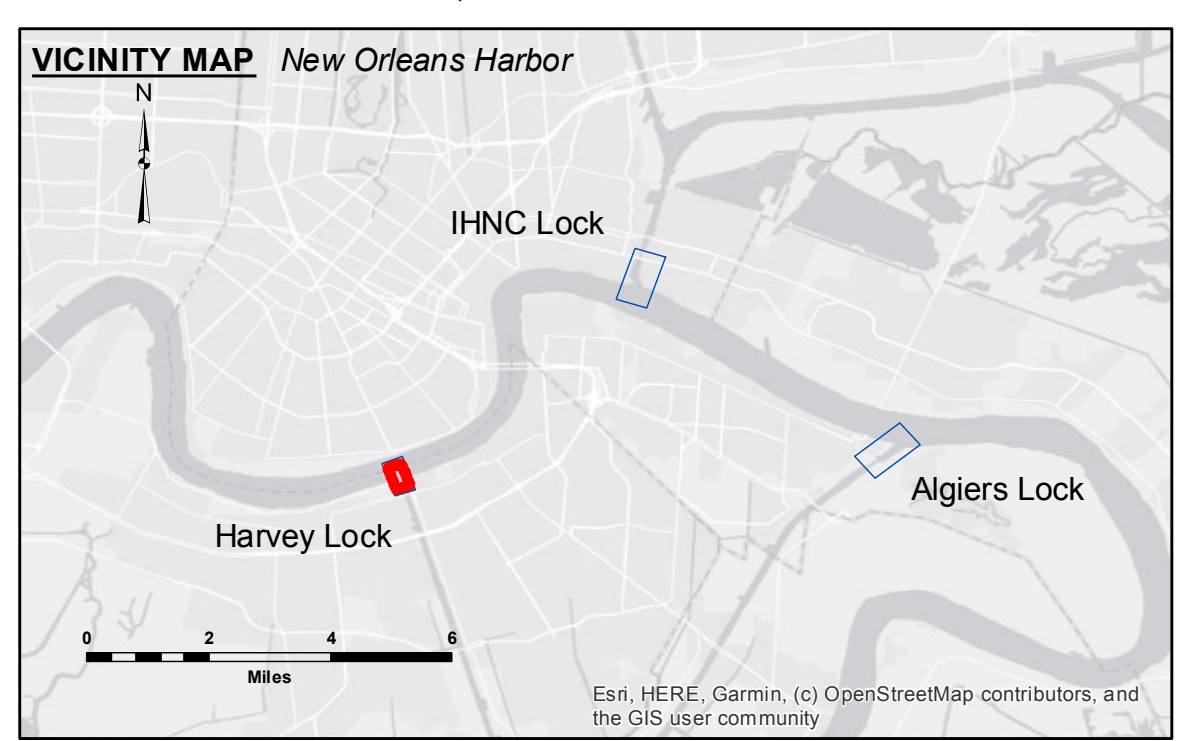 VICINITY MAP New Orleans Harbor
N
IHNC Lock
Algiers Lock
Harvey Lock
0 2 4 6
Miles
Esri, HERE, Garmin, (c) OpenStreetMap contributors, and
the GIS user community